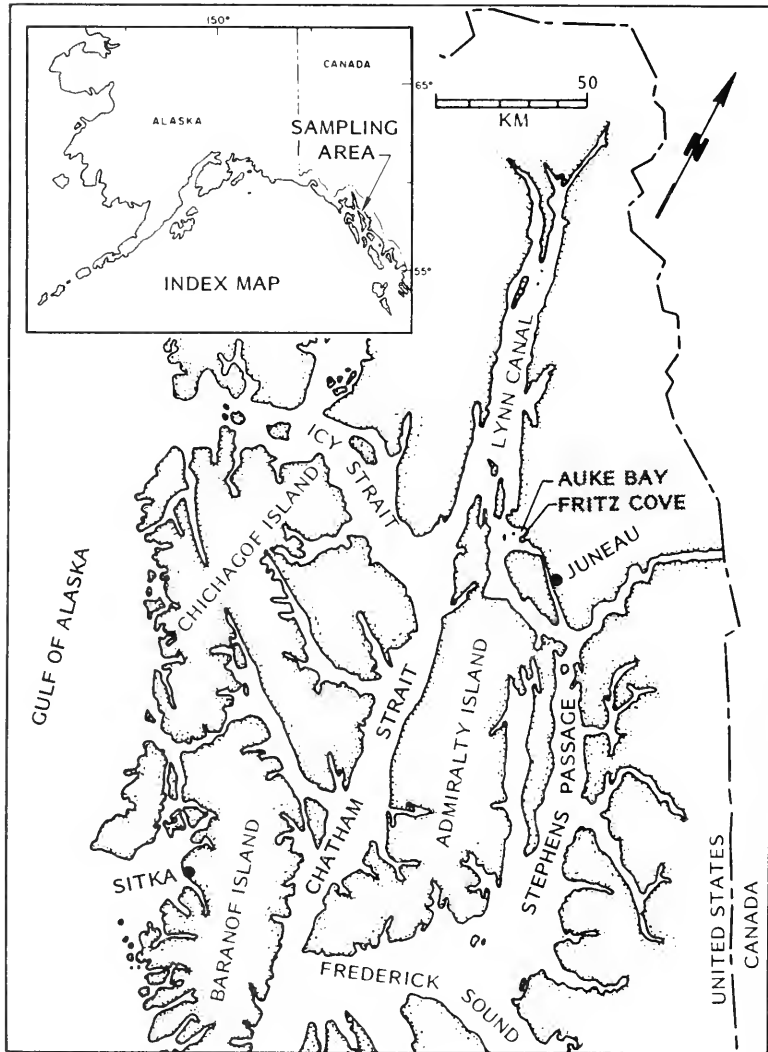 150°
CANADA
65°
ALASKA
SAMPLING
AREA
55°
INDEX MAP
50
KM
N
LYNN CANAL
ICY STRAIT
AUKE BAY
FRITZ COVE
JUNEAU
CHICHAGOF ISLAND
GULF OF ALASKA
CHATHAM STRAIT
ADMIRALTY ISLAND
STEPHENS PASSAGE
SITKA
BARANOF ISLAND
FREDERICK SOUND
UNITED STATES
CANADA